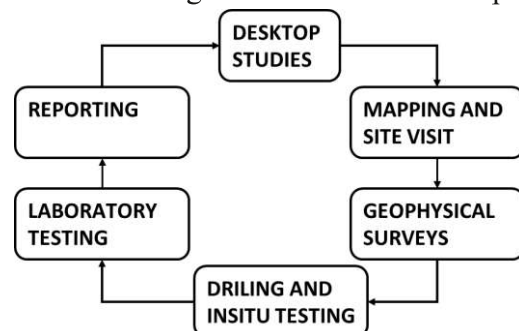 DESKTOP
STUDIES
REPORTING
MAPPING AND
SITE VISIT
LABORATORY
TESTING
GEOPHYSICAL
SURVEYS
DRILING AND
INSITU TESTING